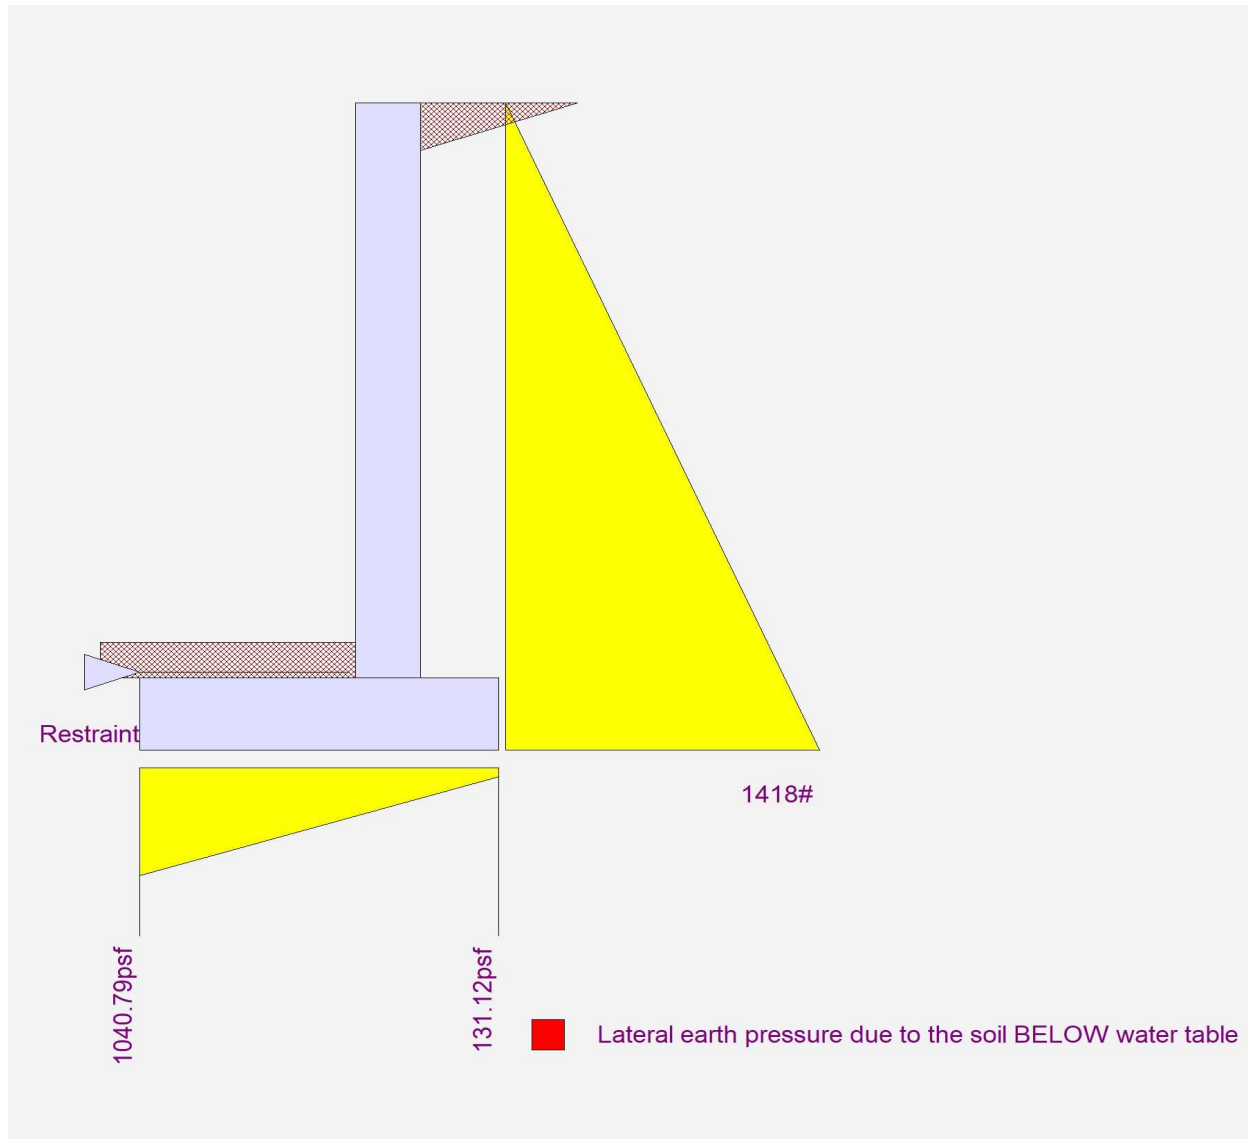 Restraint
1418#
1040.79psf
131.12psf
Lateral earth pressure due to the soil BELOW water table